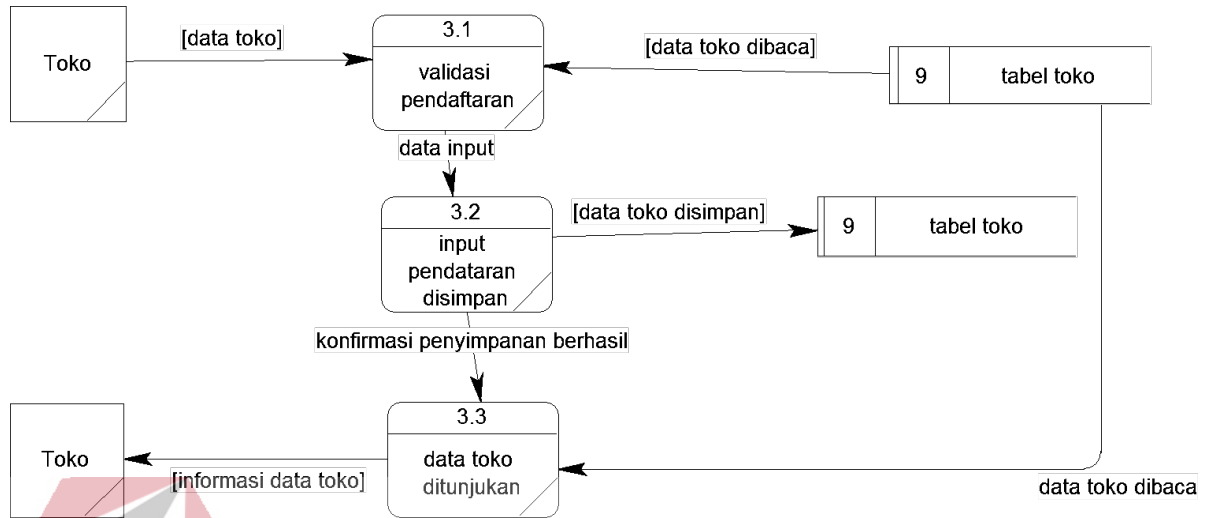 [data toko]
3.1
[data toko dibaca]
Toko
validasi
pendaftaran
9
tabel toko
data input
3.2
[data toko disimpan]
input
pendataran
disimpan
9
tabel toko
konfirmasi penyimpanan berhasil
3.3
Toko
data toko
ditunjukan
[informasi data toko]
data toko dibaca